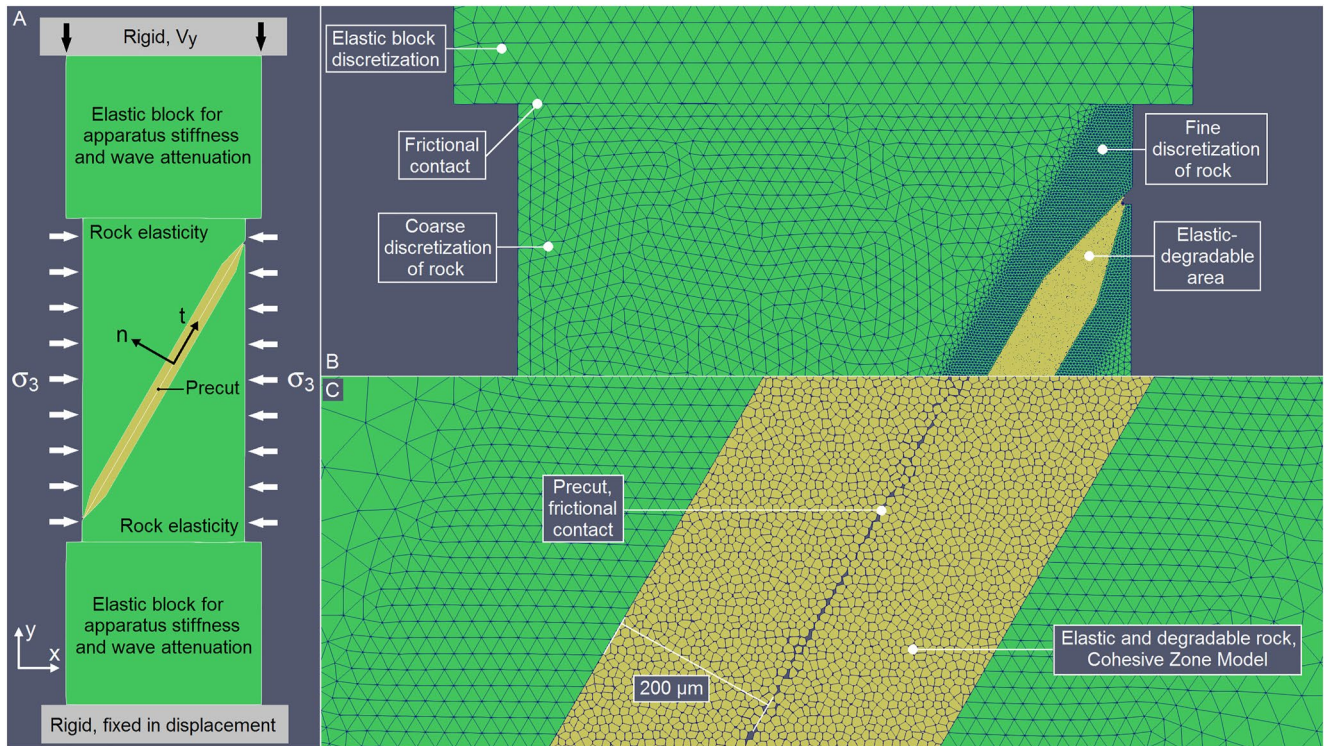 A
Rigid, Vy
Elastic block for
apparatus stiffness
and wave attenuation
Rock elasticity
t
n
σ3
Precut
σ3
Rock elasticity
Elastic block for
apparatus stiffness
and wave attenuation
y
x
Rigid, fixed in displacement
Elastic block
discretization
Frictional
contact
Fine
discretization
of rock
Coarse
discretization
of rock
Elastic-
degradable
area
B
C
Precut,
frictional
contact
Elastic and degradable rock,
Cohesive Zone Model
200 µm